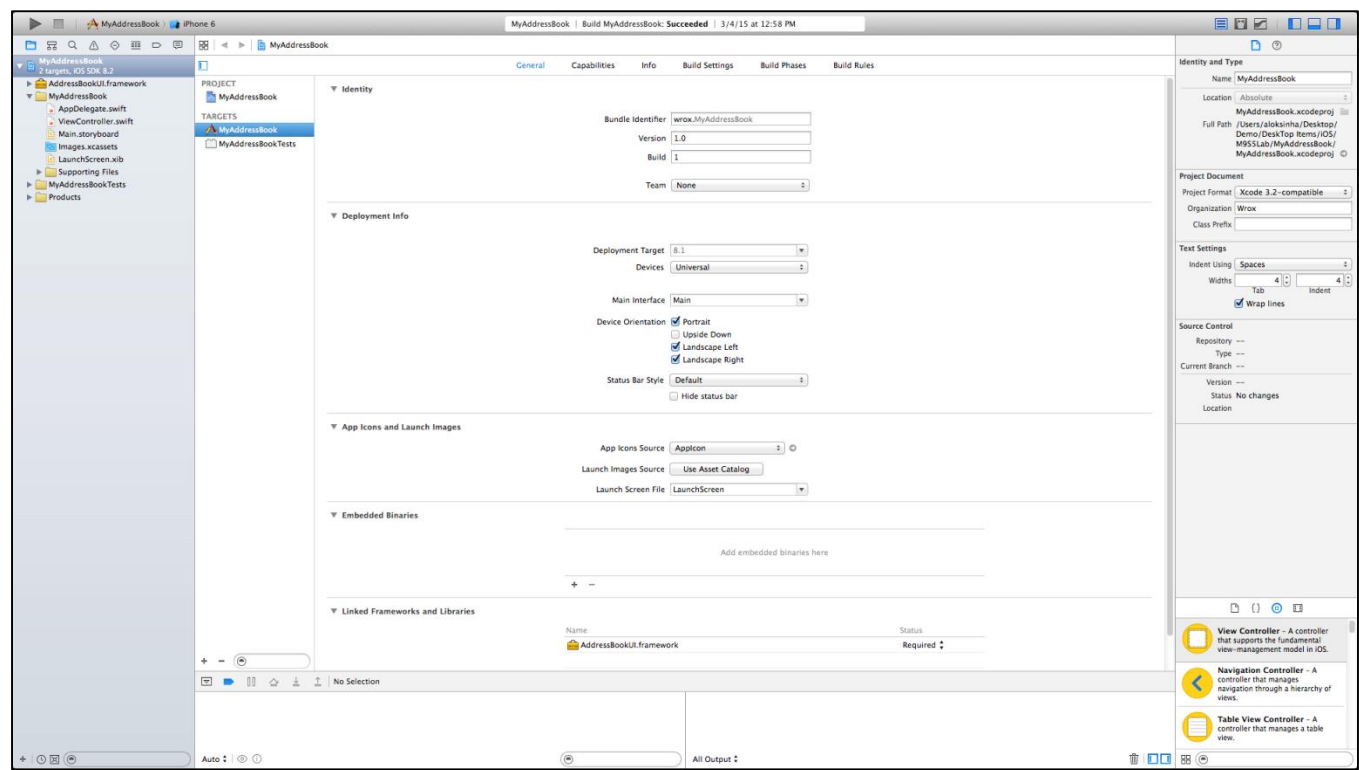 MyAddressBook › iPhone 6
MyAddressBook | Build MyAddressBook: Succeeded | 3/4/15 at 12:58 PM
MyAddressBook
2 targets, iOS SDK 8.2
AddressBookUI.framework
MyAddressBook
AppDelegate.swift
ViewController.swift
Main.storyboard
Images.xcassets
LaunchScreen.xib
Supporting Files
MyAddressBookTests
Products
MyAddressBook
General Capabilities Info Build Settings Build Phases Build Rules
PROJECT
MyAddressBook
TARGETS
MyAddressBook
MyAddressBookTests
Identity
Bundle Identifier wrox.MyAddressBook
Version 1.0
Build 1
Team None
Deployment Info
Deployment Target 8.1
Devices Universal
Main Interface Main
Device Orientation Portrait
Upside Down
Landscape Left
Landscape Right
Status Bar Style Default
Hide status bar
App Icons and Launch Images
App Icons Source AppIcon
Launch Images Source Use Asset Catalog
Launch Screen File LaunchScreen
Embedded Binaries
Add embedded binaries here
+ −
Linked Frameworks and Libraries
Name Status
AddressBookUI.framework Required
+ −
No Selection
Auto
All Output
Identity and Type
Name MyAddressBook
Location Absolute
MyAddressBook.xcodeproj
Full Path /Users/aloksinha/Desktop/
Demo/DeskTop Items/iOS/
M9S5Lab/MyAddressBook/
MyAddressBook.xcodeproj
Project Document
Project Format Xcode 3.2-compatible
Organization Wrox
Class Prefix
Text Settings
Indent Using Spaces
Widths 4 4
Tab Indent
Wrap lines
Source Control
Repository --
Type --
Current Branch --
Version --
Status No changes
Location
View Controller - A controller
that supports the fundamental
view-management model in iOS.
Navigation Controller - A
controller that manages
navigation through a hierarchy of
views.
Table View Controller - A
controller that manages a table
view.